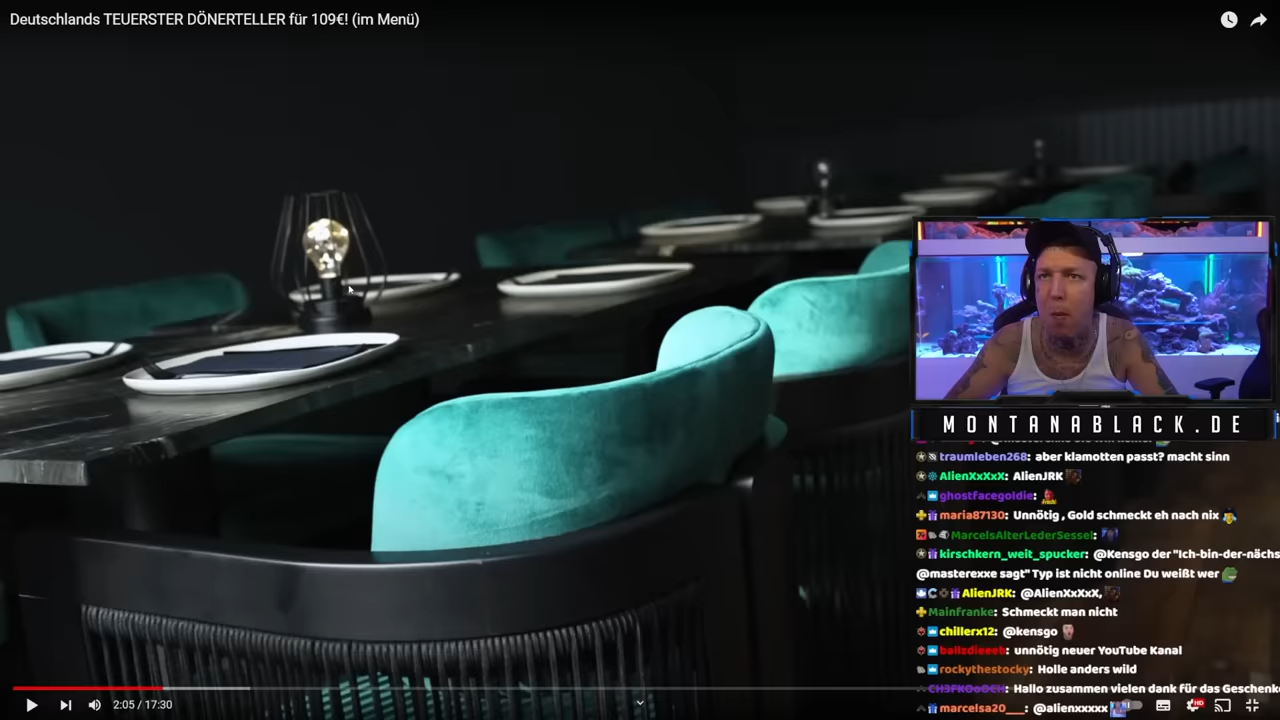 Deutschlands TEUERSTER DÖNERTELLER für 109€! (im Menü)
MONTANABLACK.DE
traumleben268: aber klamotten passt? macht sinn
AlienXxXxX: AlienJRK
ghostfacegoldie:
maria87130: Unnötig , Gold schmeckt eh nach nix
MarcelsAlterLederSessel:
kirschkern_weit_spucker: @Kensgo der "Ich-bin-der-nächs
@masterexxe sagt" Typ ist nicht online Du weißt wer
AlienJRK: @AlienXxXxX,
Mainfranke: Schmeckt man nicht
chillerx12: @kensgo
ballzdieeeb: unnötig neuer YouTube Kanal
rockythestocky: Holle anders wild
Hallo zusammen vielen dank für das Geschenk
marcelsa20___: @alienxxxxx
2:05 / 17:30
HD